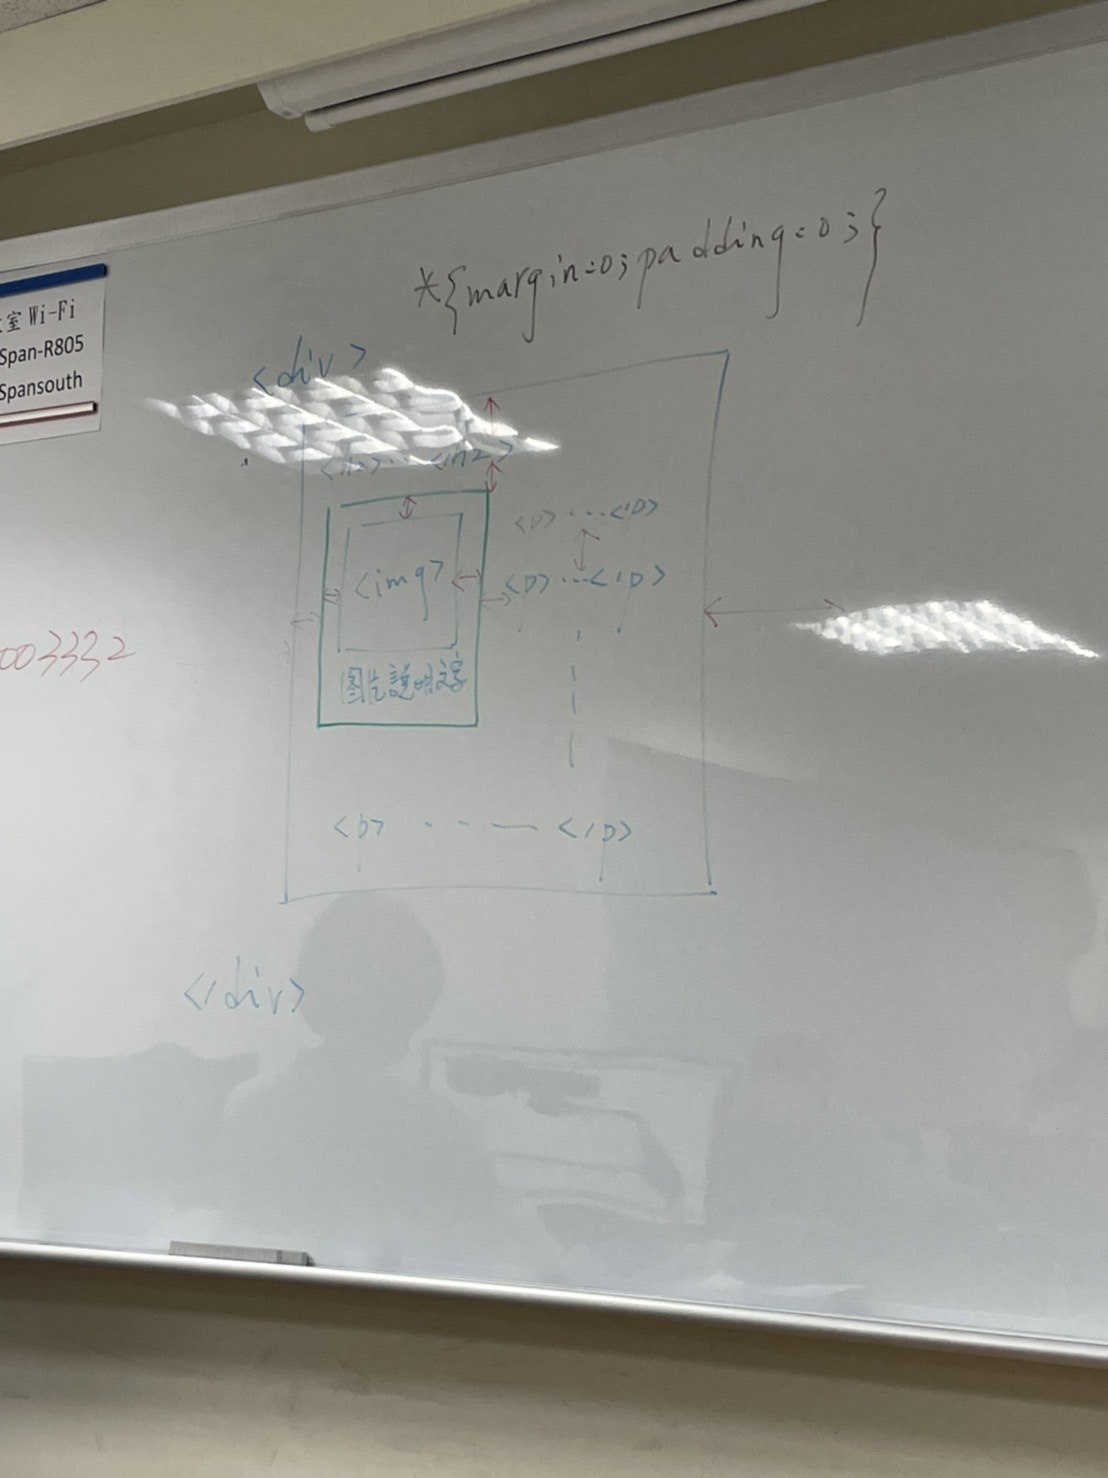 *{margin=0;padding=0;}
室 Wi-Fi
Span-R805
Spansouth
<div>
<h2>...</h2>
<p>...</p>
<img>
<p>...</p>
003332
图片說明文字
<p>...</p>
</div>